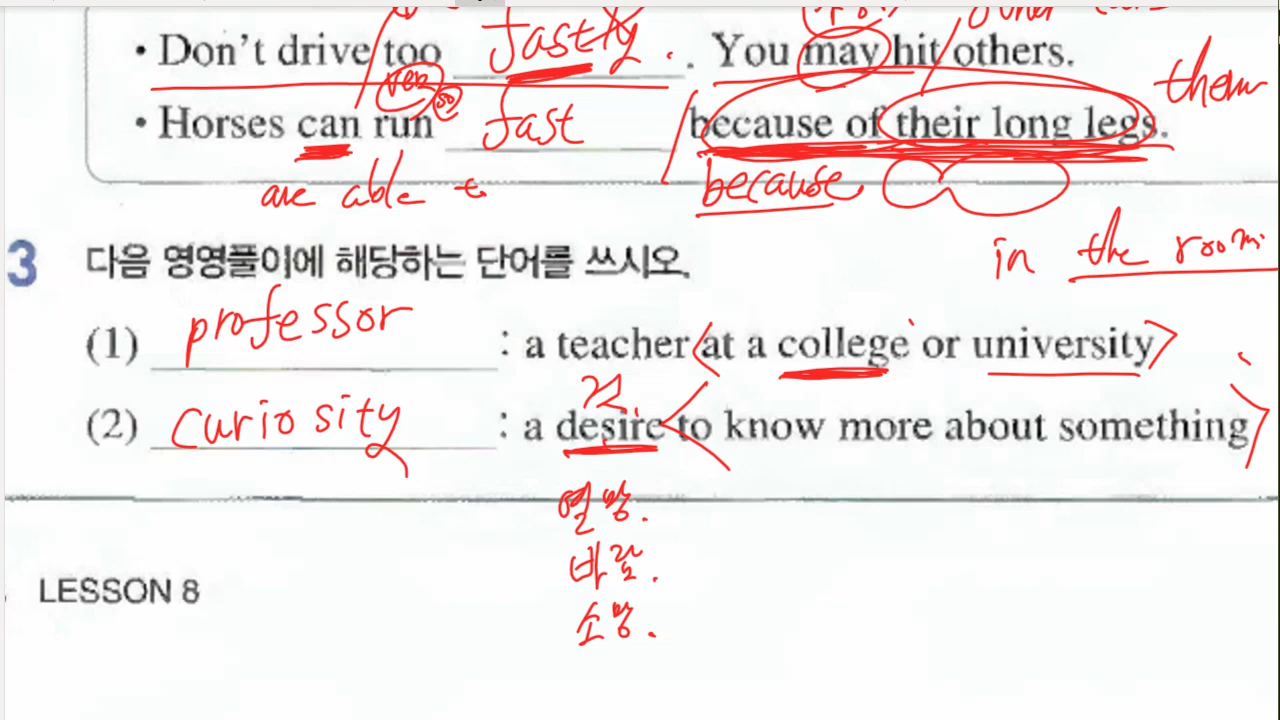 • Don't drive too fastly. You may hit others.
them
very so
• Horses can run fast because of their long legs.
are able to because
in the room.
3 다음 영영풀이에 해당하는 단어를 쓰시오.
(1) professor : a teacher <at a college or university>
(2) curiosity : a desire <to know more about something>
열망.
바람.
소망.
LESSON 8